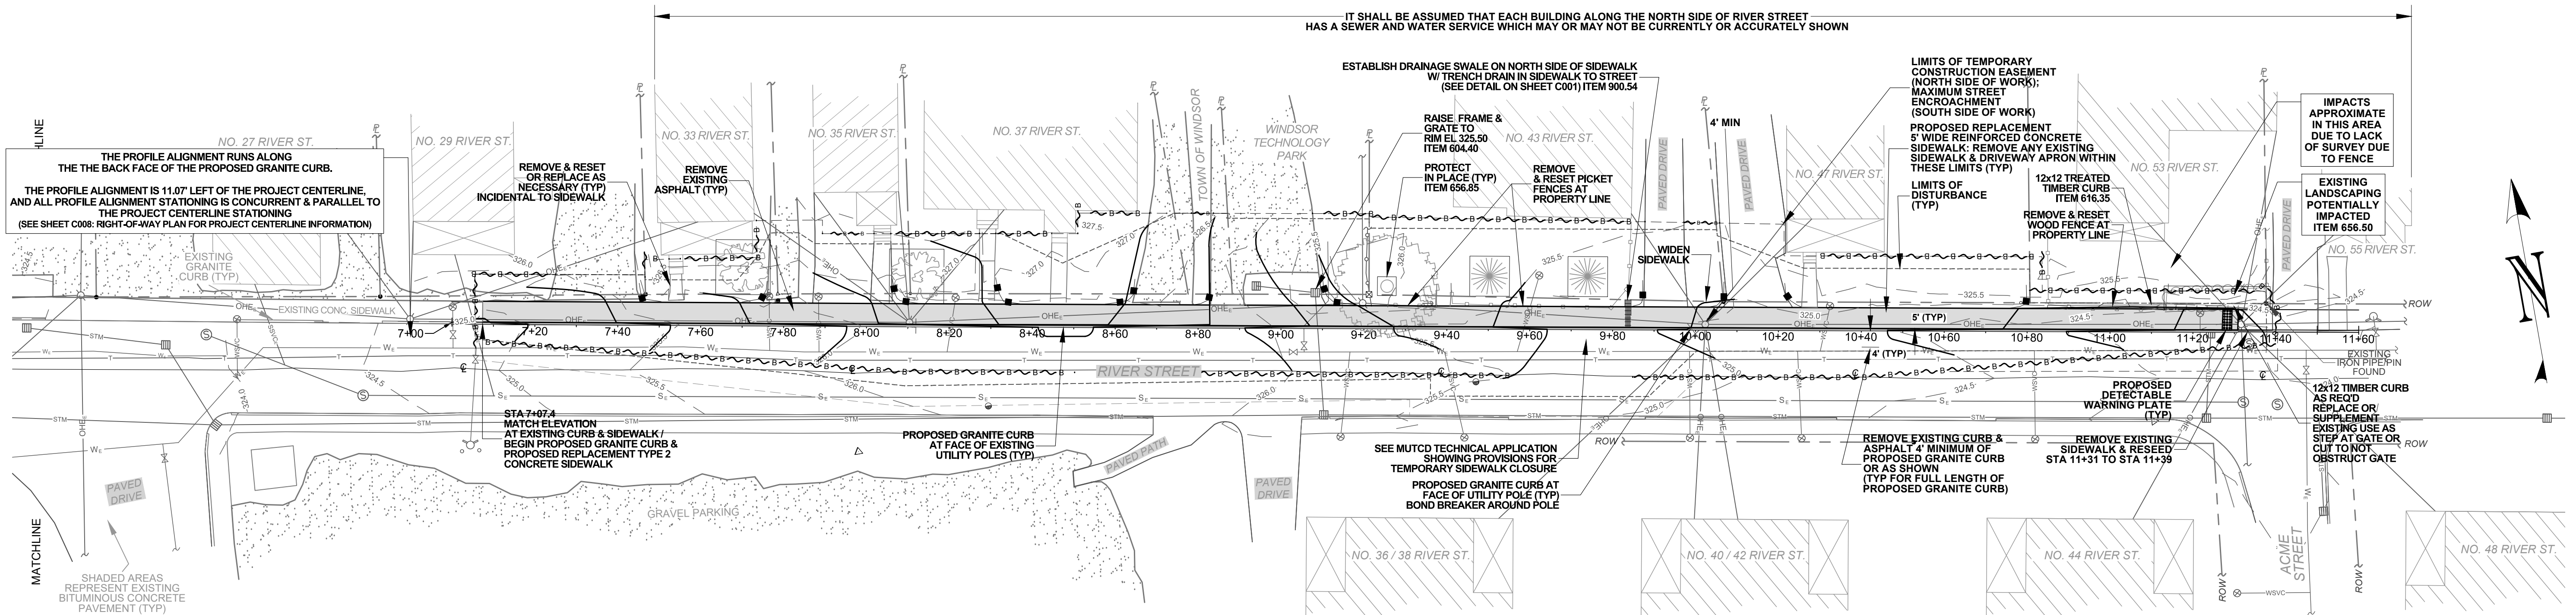 IT SHALL BE ASSUMED THAT EACH BUILDING ALONG THE NORTH SIDE OF RIVER STREET
HAS A SEWER AND WATER SERVICE WHICH MAY OR MAY NOT BE CURRENTLY OR ACCURATELY SHOWN
MATCHLINE
NO. 27 RIVER ST.
THE PROFILE ALIGNMENT RUNS ALONG
THE THE BACK FACE OF THE PROPOSED GRANITE CURB.
THE PROFILE ALIGNMENT IS 11.07' LEFT OF THE PROJECT CENTERLINE,
AND ALL PROFILE ALIGNMENT STATIONING IS CONCURRENT & PARALLEL TO
THE PROJECT CENTERLINE STATIONING
(SEE SHEET C008: RIGHT-OF-WAY PLAN FOR PROJECT CENTERLINE INFORMATION)
NO. 29 RIVER ST.
REMOVE & RESET
OR REPLACE AS
NECESSARY (TYP)
INCIDENTAL TO SIDEWALK
NO. 33 RIVER ST.
REMOVE
EXISTING
ASPHALT (TYP)
NO. 35 RIVER ST.
NO. 37 RIVER ST.
TOWN OF WINDSOR
WINDSOR
TECHNOLOGY
PARK
ESTABLISH DRAINAGE SWALE ON NORTH SIDE OF SIDEWALK
W/ TRENCH DRAIN IN SIDEWALK TO STREET
(SEE DETAIL ON SHEET C001) ITEM 900.54
RAISE FRAME &
GRATE TO
RIM EL 325.50
ITEM 604.40
PROTECT
IN PLACE (TYP)
ITEM 656.85
NO. 43 RIVER ST.
REMOVE
& RESET PICKET
FENCES AT
PROPERTY LINE
PAVED DRIVE
4' MIN
PAVED DRIVE
WIDEN
SIDEWALK
NO. 47 RIVER ST.
LIMITS OF TEMPORARY
CONSTRUCTION EASEMENT
(NORTH SIDE OF WORK);
MAXIMUM STREET
ENCROACHMENT
(SOUTH SIDE OF WORK)
PROPOSED REPLACEMENT
5' WIDE REINFORCED CONCRETE
SIDEWALK: REMOVE ANY EXISTING
SIDEWALK & DRIVEWAY APRON WITHIN
THESE LIMITS (TYP)
LIMITS OF
DISTURBANCE
(TYP)
12x12 TREATED
TIMBER CURB
ITEM 616.35
REMOVE & RESET
WOOD FENCE AT
PROPERTY LINE
NO. 53 RIVER ST.
IMPACTS
APPROXIMATE
IN THIS AREA
DUE TO LACK
OF SURVEY DUE
TO FENCE
EXISTING
LANDSCAPING
POTENTIALLY
IMPACTED
ITEM 656.50
PAVED DRIVE
NO. 55 RIVER ST.
N
EXISTING
GRANITE
CURB (TYP)
EXISTING CONC. SIDEWALK
ROW
5' (TYP)
7+00 7+20 7+40 7+60 7+80 8+00 8+20 8+40 8+60 8+80 9+00 9+20 9+40 9+60 9+80 10+00 10+20 10+40 10+60 10+80 11+00 11+20 11+40 11+60
4' (TYP)
RIVER STREET
EXISTING
IRON PIPE/PIN
FOUND
STA 7+07.4
MATCH ELEVATION
AT EXISTING CURB & SIDEWALK /
BEGIN PROPOSED GRANITE CURB &
PROPOSED REPLACEMENT TYPE 2
CONCRETE SIDEWALK
PROPOSED GRANITE CURB
AT FACE OF EXISTING
UTILITY POLES (TYP)
PAVED PATH
PAVED
DRIVE
SEE MUTCD TECHNICAL APPLICATION
SHOWING PROVISIONS FOR
TEMPORARY SIDEWALK CLOSURE
PROPOSED GRANITE CURB AT
FACE OF UTILITY POLE (TYP)
BOND BREAKER AROUND POLE
ROW
REMOVE EXISTING CURB &
ASPHALT 4' MINIMUM OF
PROPOSED GRANITE CURB
OR AS SHOWN
(TYP FOR FULL LENGTH OF
PROPOSED GRANITE CURB)
PROPOSED
DETECTABLE
WARNING PLATE
(TYP)
REMOVE EXISTING
SIDEWALK & RESEED
STA 11+31 TO STA 11+39
12x12 TIMBER CURB
AS REQ'D
REPLACE OR
SUPPLEMENT
EXISTING USE AS
STEP AT GATE OR
CUT TO NOT
OBSTRUCT GATE
ROW
MATCHLINE
PAVED
DRIVE
SHADED AREAS
REPRESENT EXISTING
BITUMINOUS CONCRETE
PAVEMENT (TYP)
GRAVEL PARKING
NO. 36 / 38 RIVER ST.
NO. 40 / 42 RIVER ST.
NO. 44 RIVER ST.
ROW
ACME
STREET
ROW
WSVC
NO. 48 RIVER ST.